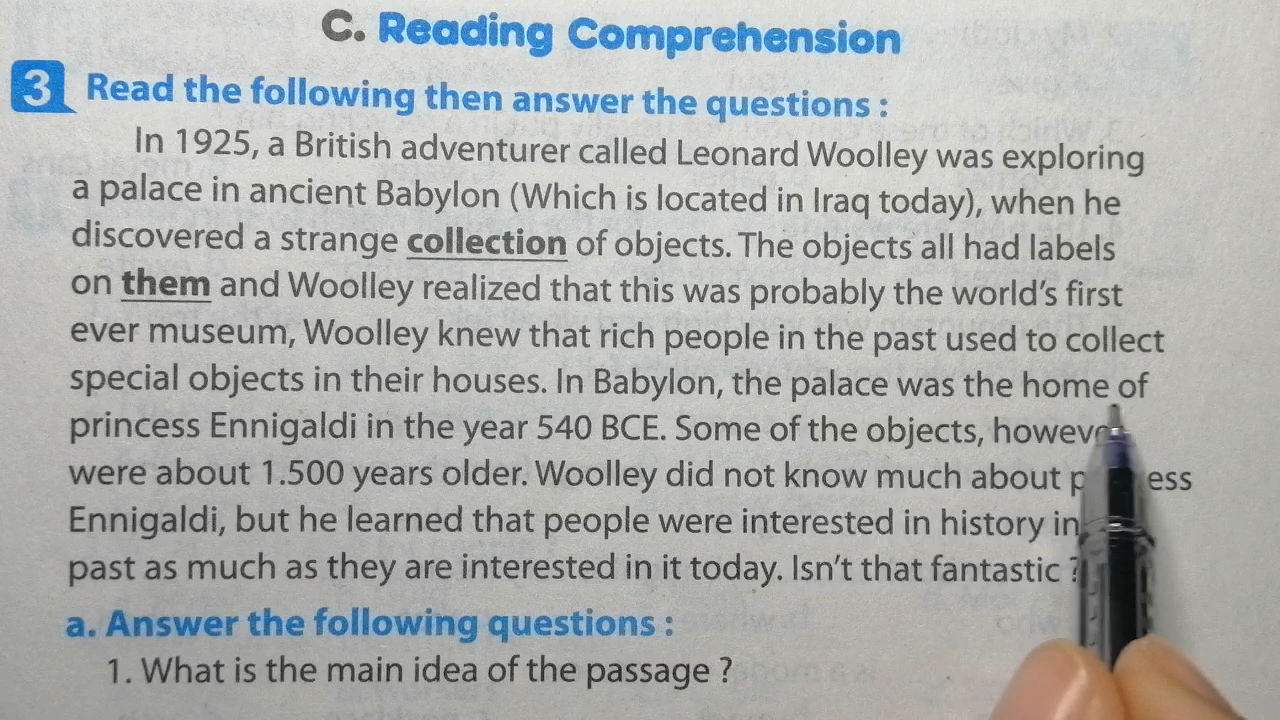 C. Reading Comprehension
3 Read the following then answer the questions :
In 1925, a British adventurer called Leonard Woolley was exploring
a palace in ancient Babylon (Which is located in Iraq today), when he
discovered a strange collection of objects. The objects all had labels
on them and Woolley realized that this was probably the world's first
ever museum, Woolley knew that rich people in the past used to collect
special objects in their houses. In Babylon, the palace was the home of
princess Ennigaldi in the year 540 BCE. Some of the objects,
were about 1.500 years older. Woolley did not know much about
Ennigaldi, but he learned that people were interested in history in
past as much as they are interested in it today. Isn't that fantastic ?
a. Answer the following questions :
1. What is the main idea of the passage ?